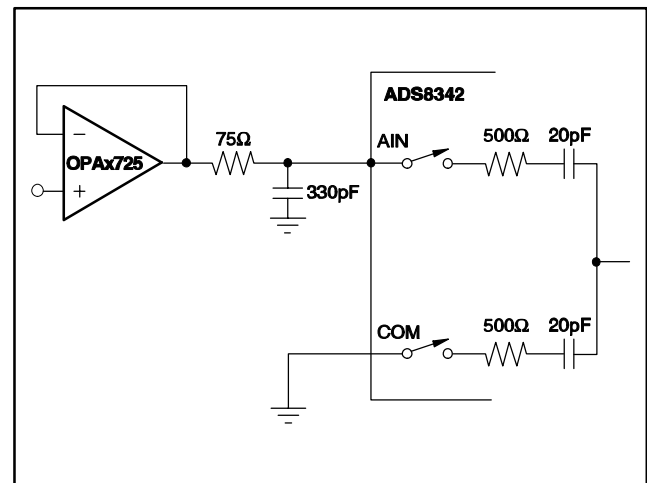 ADS8342
75Ω
AIN
500Ω
20pF
−
OPAx725
+
330pF
COM
500Ω
20pF